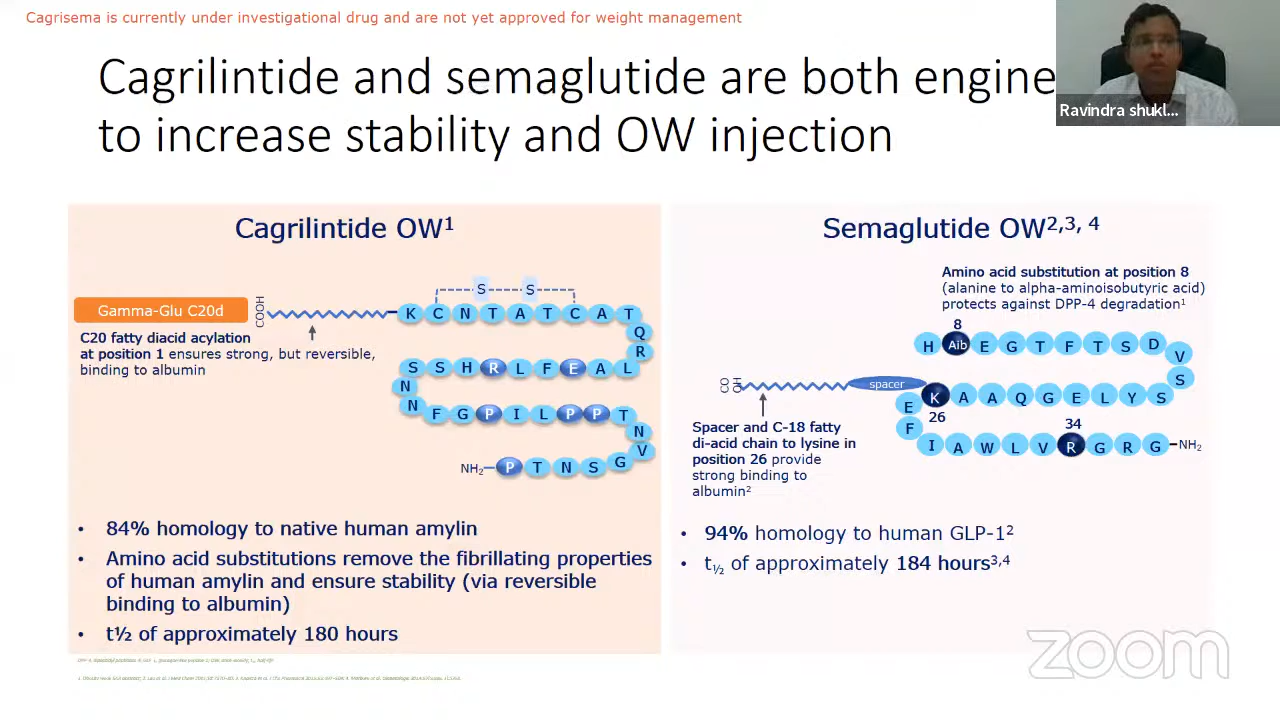 Cagrisema is currently under investigational drug and are not yet approved for weight management
Cagrilintide and semaglutide are both engine
to increase stability and OW injection
Ravindra shukl...
Cagrilintide OW1
S S
Gamma-Glu C20d
COOH
K C N T A T C A T
Q
R
C20 fatty diacid acylation
at position 1 ensures strong, but reversible,
binding to albumin
S S H R L F E A L
N
N F G P I L P P T
N
V
NH2 P T N S G
• 84% homology to native human amylin
• Amino acid substitutions remove the fibrillating properties
of human amylin and ensure stability (via reversible
binding to albumin)
• t½ of approximately 180 hours
Semaglutide OW2,3, 4
Amino acid substitution at position 8
(alanine to alpha-aminoisobutyric acid)
protects against DPP-4 degradation1
8
H Aib E G T F T S D
V
S
CO
OH
spacer
K A A Q G E L Y S
26
E
F
34
I A W L V R G R G NH2
Spacer and C-18 fatty
di-acid chain to lysine in
position 26 provide
strong binding to
albumin2
• 94% homology to human GLP-12
• t½ of approximately 184 hours3,4
zoom